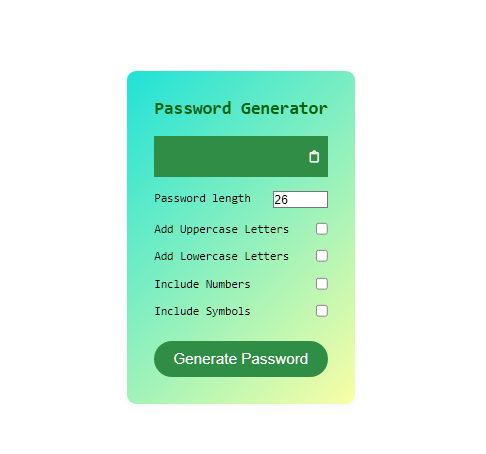 Password Generator
Password length 26
Add Uppercase Letters
Add Lowercase Letters
Include Numbers
Include Symbols
Generate Password